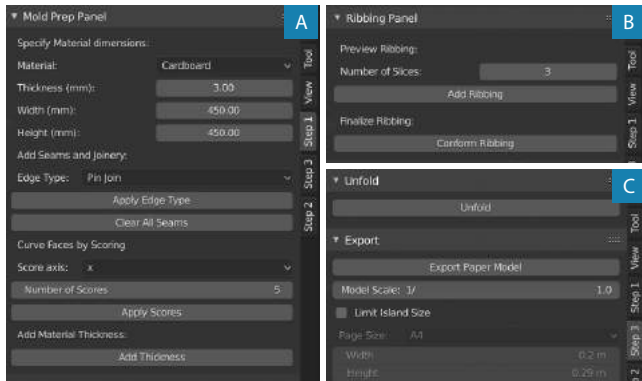 Mold Prep Panel
A
Specify Material dimensions:
Material: Cardboard
Thickness (mm): 3.00
Width (mm): 450.00
Height (mm): 450.00
Add Seams and Joinery:
Edge Type: Pin Join
Apply Edge Type
Clear All Seams
Curve Faces by Scoring
Score axis: x
Number of Scores 5
Apply Scores
Add Material Thickness:
Add Thickness
Tool
View
Step 1
Step 3
Step 2
Ribbing Panel
B
Preview Ribbing:
Number of Slices: 3
Add Ribbing
Finalize Ribbing:
Conform Ribbing
Tool
View
Step 1
Unfold
C
Unfold
Export
Export Paper Model
Model Scale: 1/ 1.0
Limit Island Size
Page Size: A4
Width 0.2 m
Height 0.29 m
Tool
View
Step 1
Step 3
p 2